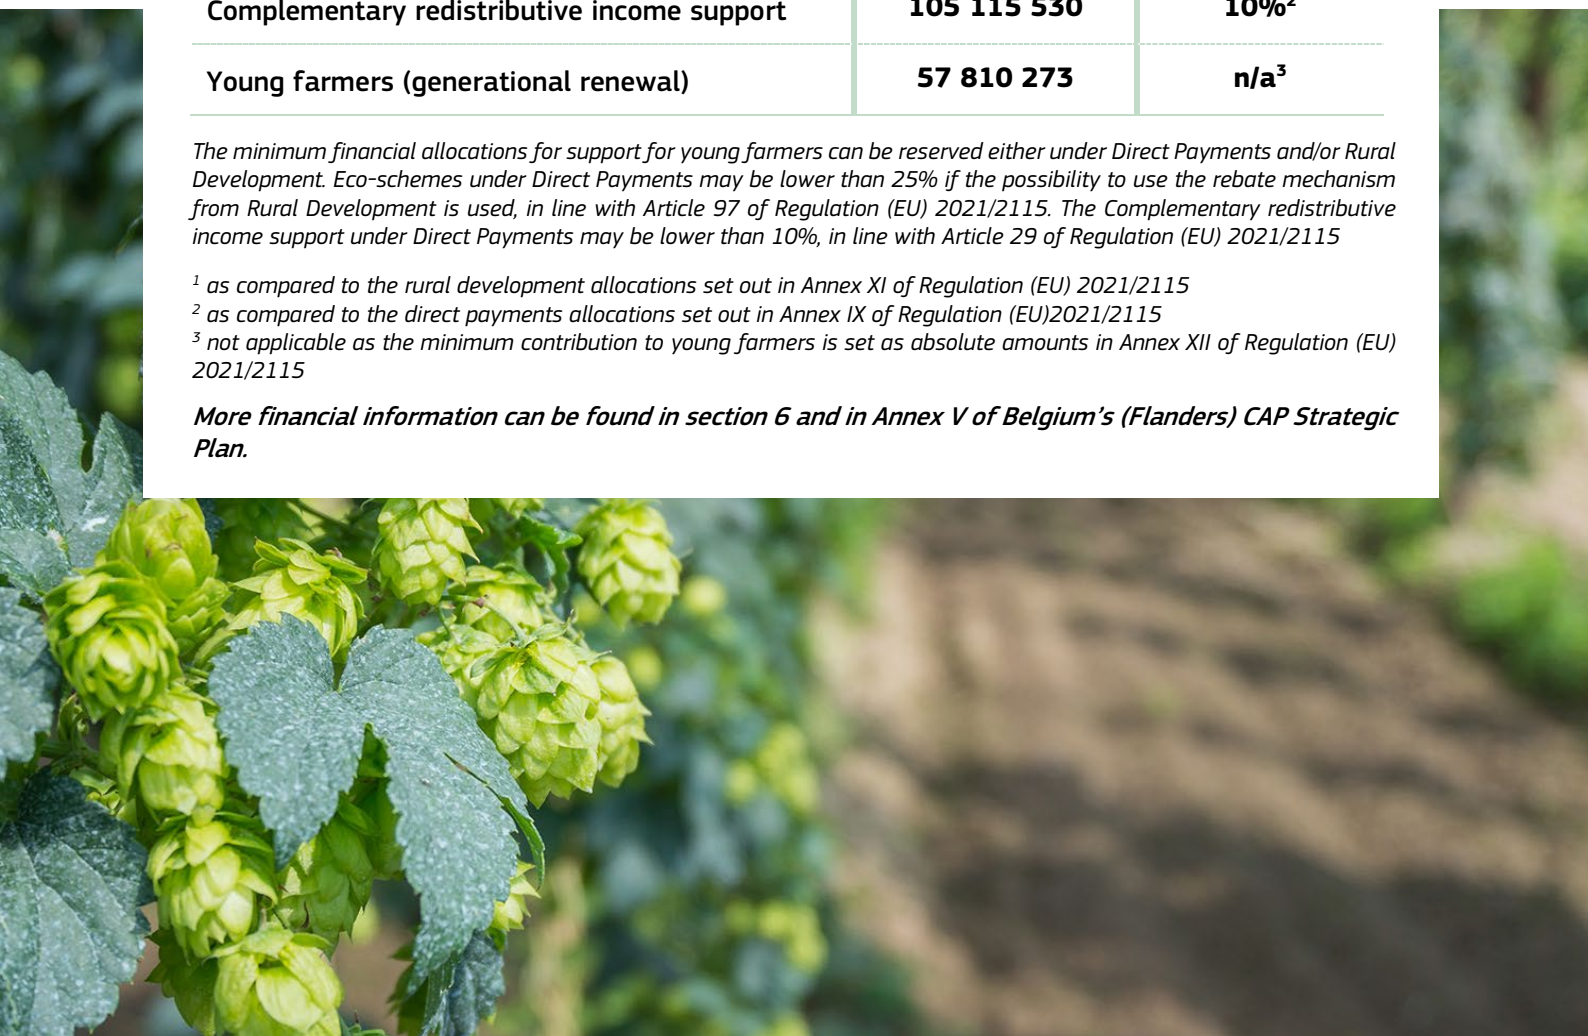 Complementary redistributive income support 105 115 530 10%²
Young farmers (generational renewal) 57 810 273 n/a³
The minimum financial allocations for support for young farmers can be reserved either under Direct Payments and/or Rural
Development. Eco-schemes under Direct Payments may be lower than 25% if the possibility to use the rebate mechanism
from Rural Development is used, in line with Article 97 of Regulation (EU) 2021/2115. The Complementary redistributive
income support under Direct Payments may be lower than 10%, in line with Article 29 of Regulation (EU) 2021/2115
¹ as compared to the rural development allocations set out in Annex XI of Regulation (EU) 2021/2115
² as compared to the direct payments allocations set out in Annex IX of Regulation (EU)2021/2115
³ not applicable as the minimum contribution to young farmers is set as absolute amounts in Annex XII of Regulation (EU)
2021/2115
More financial information can be found in section 6 and in Annex V of Belgium's (Flanders) CAP Strategic
Plan.